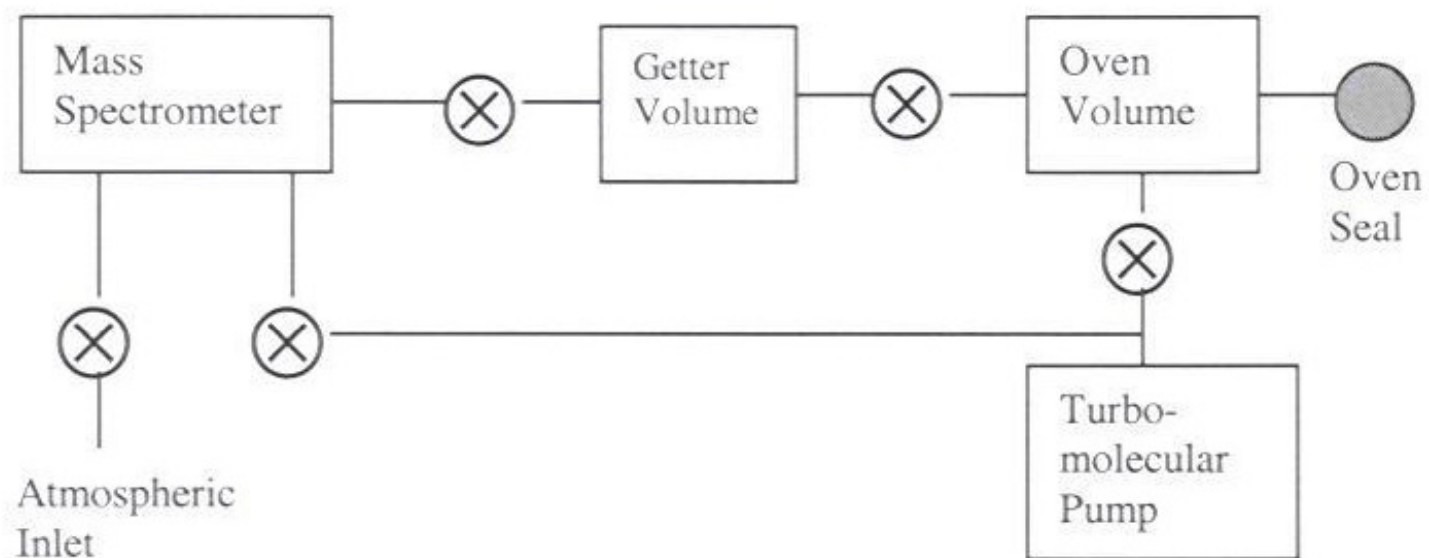 Mass
Spectrometer
Getter
Volume
Oven
Volume
Oven
Seal
Atmospheric
Inlet
Turbo-
molecular
Pump